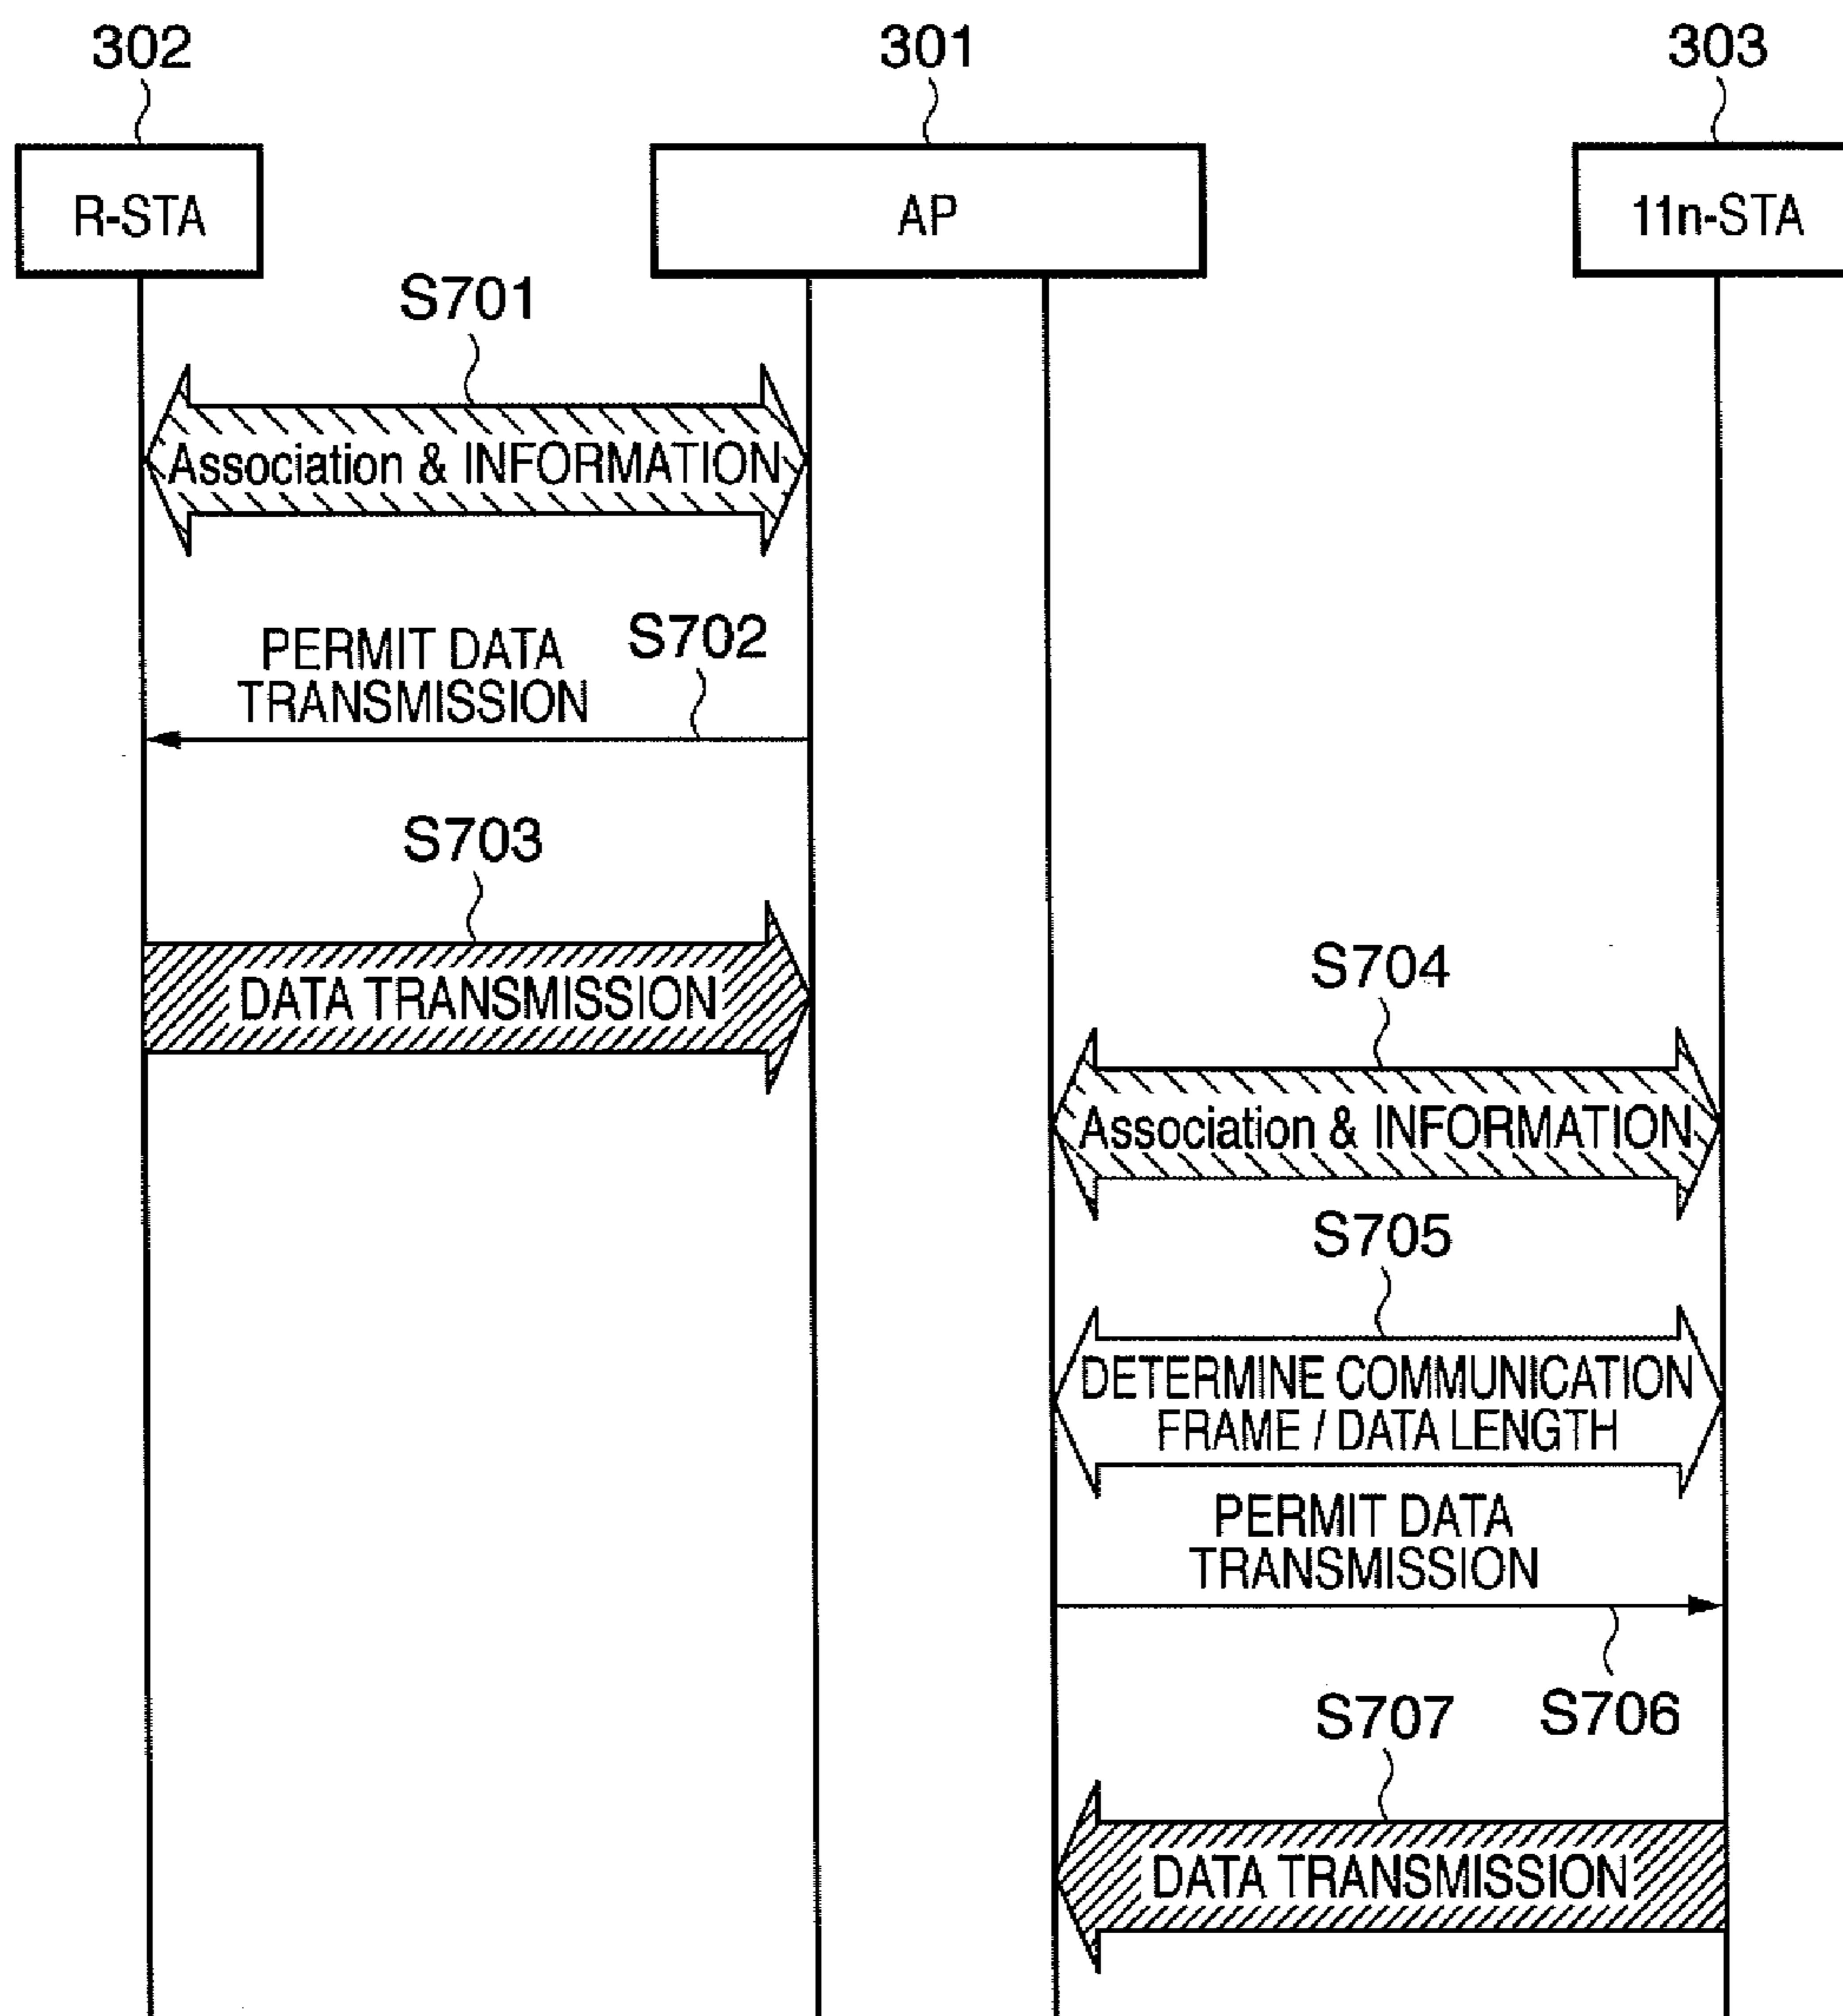 302
301
303
R-STA
AP
11n-STA
S701
Association & INFORMATION
S702
PERMIT DATA
TRANSMISSION
S703
DATA TRANSMISSION
S704
Association & INFORMATION
S705
DETERMINE COMMUNICATION
FRAME / DATA LENGTH
PERMIT DATA
TRANSMISSION
S706
S707
DATA TRANSMISSION